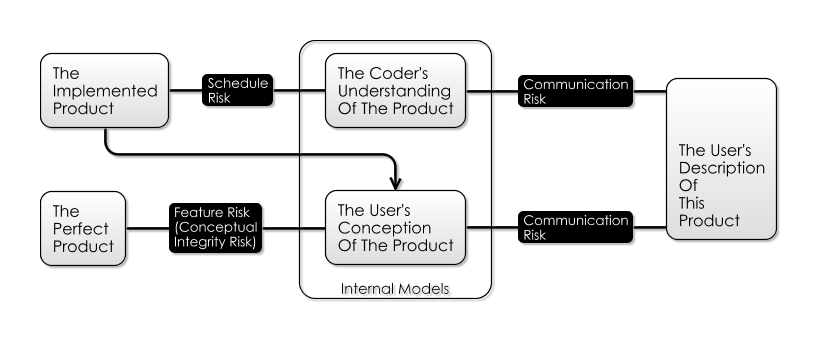 The
Implemented
Product
Schedule
Risk
The Coder's
Understanding
Of The Product
Communication
Risk
The User's
Description
Of
This
Product
The
Perfect
Product
Feature Risk
(Conceptual
Integrity Risk)
The User's
Conception
Of The Product
Communication
Risk
Internal Models